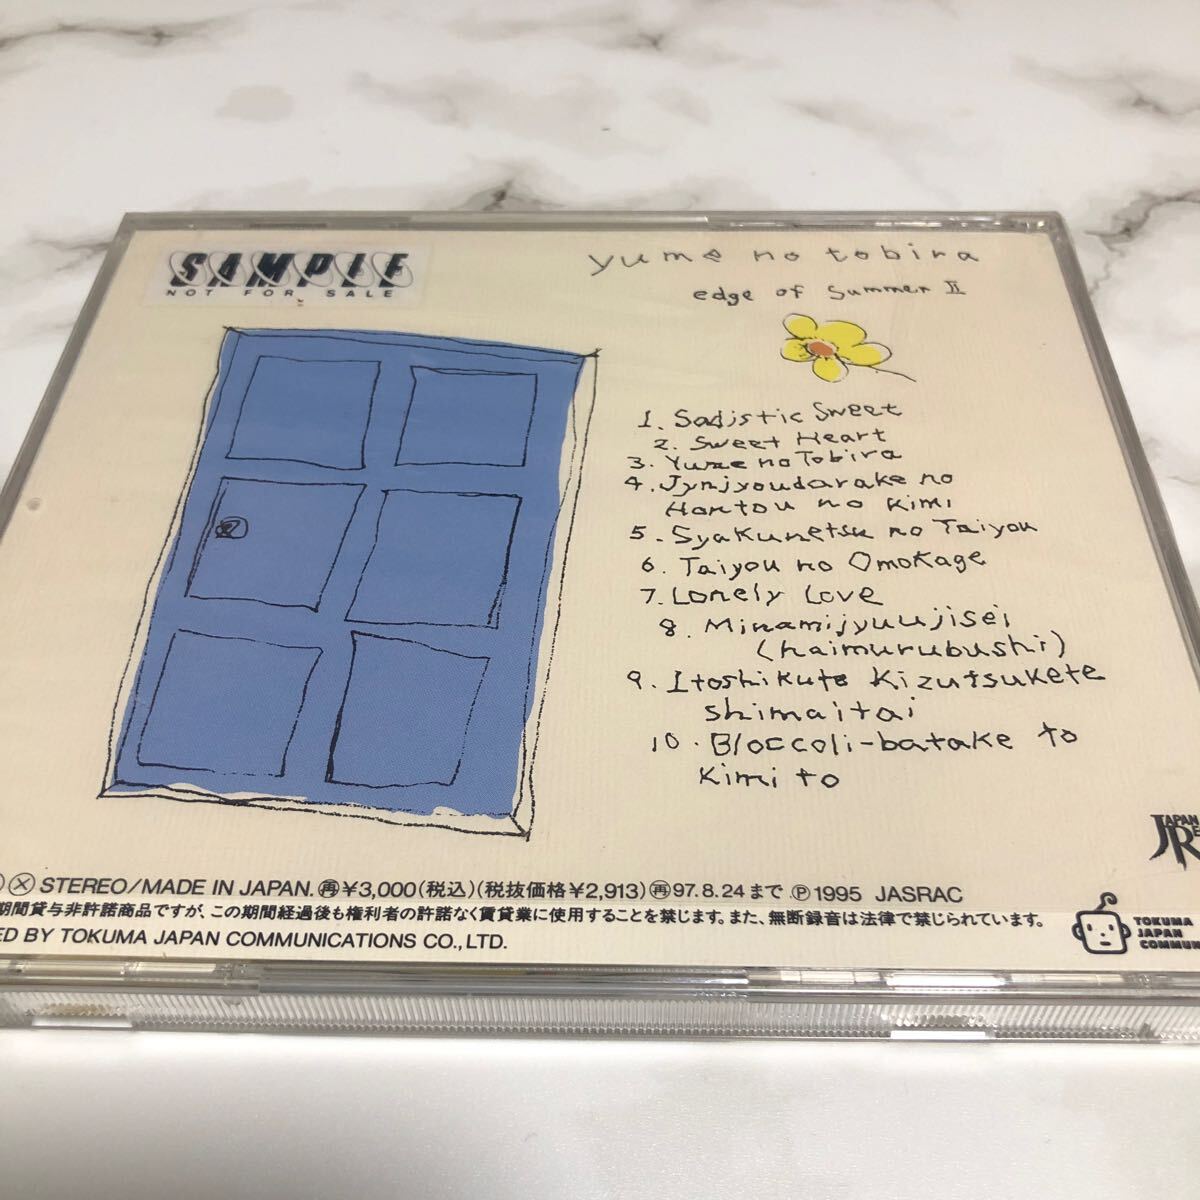 SAMPLE
NOT FOR SALE
yume no tobira
edge of summer II
1. Sadistic Sweet
2. Sweet Heart
3. Yume no Tobira
4. Jynjyoudarake no
Hontou no Kimi
5. Syakunetsu no Taiyou
6. Taiyou no Omokage
7. Lonely Love
8. Minamijyuujisei
(haimurubushi)
9. Itoshikute Kizutsukete
shimaitai
10. Bloccoli-batake to
Kimi to
JAPAN
STEREO/MADE IN JAPAN. 再¥3,000(税込)(税抜価格¥2,913)再97.8.24まで Ⓟ1995 JASRAC
期間貸与非許諾商品ですが、この期間経過後も権利者の許諾なく賃貸業に使用することを禁じます。また、無断録音は法律で禁じられています。
BY TOKUMA JAPAN COMMUNICATIONS CO., LTD.
TOKUMA
JAPAN